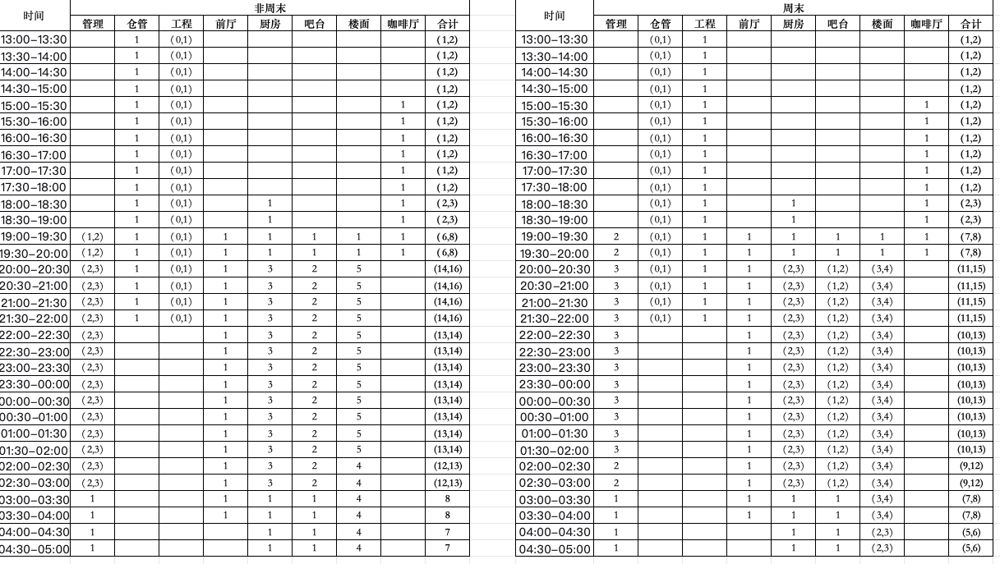 时间 非周末 时间 周末
管理 仓管 工程 前厅 厨房 吧台 楼面 咖啡厅 合计 管理 仓管 工程 前厅 厨房 吧台 楼面 咖啡厅 合计
13:00–13:30 1 (0,1) (1,2) 13:00–13:30 (0,1) 1 (1,2)
13:30–14:00 1 (0,1) (1,2) 13:30–14:00 (0,1) 1 (1,2)
14:00–14:30 1 (0,1) (1,2) 14:00–14:30 (0,1) 1 (1,2)
14:30–15:00 1 (0,1) (1,2) 14:30–15:00 (0,1) 1 (1,2)
15:00–15:30 1 (0,1) 1 (1,2) 15:00–15:30 (0,1) 1 1 (1,2)
15:30–16:00 1 (0,1) 1 (1,2) 15:30–16:00 (0,1) 1 1 (1,2)
16:00–16:30 1 (0,1) 1 (1,2) 16:00–16:30 (0,1) 1 1 (1,2)
16:30–17:00 1 (0,1) 1 (1,2) 16:30–17:00 (0,1) 1 1 (1,2)
17:00–17:30 1 (0,1) 1 (1,2) 17:00–17:30 (0,1) 1 1 (1,2)
17:30–18:00 1 (0,1) 1 (1,2) 17:30–18:00 (0,1) 1 1 (1,2)
18:00–18:30 1 (0,1) 1 1 (2,3) 18:00–18:30 (0,1) 1 1 1 (2,3)
18:30–19:00 1 (0,1) 1 1 (2,3) 18:30–19:00 (0,1) 1 1 1 (2,3)
19:00–19:30 (1,2) 1 (0,1) 1 1 1 1 1 (6,8) 19:00–19:30 2 (0,1) 1 1 1 1 1 1 (7,8)
19:30–20:00 (1,2) 1 (0,1) 1 1 1 1 1 (6,8) 19:30–20:00 2 (0,1) 1 1 1 1 1 1 (7,8)
20:00–20:30 (2,3) 1 (0,1) 1 3 2 5 (14,16) 20:00–20:30 3 (0,1) 1 1 (2,3) (1,2) (3,4) (11,15)
20:30–21:00 (2,3) 1 (0,1) 1 3 2 5 (14,16) 20:30–21:00 3 (0,1) 1 1 (2,3) (1,2) (3,4) (11,15)
21:00–21:30 (2,3) 1 (0,1) 1 3 2 5 (14,16) 21:00–21:30 3 (0,1) 1 1 (2,3) (1,2) (3,4) (11,15)
21:30–22:00 (2,3) 1 (0,1) 1 3 2 5 (14,16) 21:30–22:00 3 (0,1) 1 1 (2,3) (1,2) (3,4) (11,15)
22:00–22:30 (2,3) 1 3 2 5 (13,14) 22:00–22:30 3 1 (2,3) (1,2) (3,4) (10,13)
22:30–23:00 (2,3) 1 3 2 5 (13,14) 22:30–23:00 3 1 (2,3) (1,2) (3,4) (10,13)
23:00–23:30 (2,3) 1 3 2 5 (13,14) 23:00–23:30 3 1 (2,3) (1,2) (3,4) (10,13)
23:30–00:00 (2,3) 1 3 2 5 (13,14) 23:30–00:00 3 1 (2,3) (1,2) (3,4) (10,13)
00:00–00:30 (2,3) 1 3 2 5 (13,14) 00:00–00:30 3 1 (2,3) (1,2) (3,4) (10,13)
00:30–01:00 (2,3) 1 3 2 5 (13,14) 00:30–01:00 3 1 (2,3) (1,2) (3,4) (10,13)
01:00–01:30 (2,3) 1 3 2 5 (13,14) 01:00–01:30 3 1 (2,3) (1,2) (3,4) (10,13)
01:30–02:00 (2,3) 1 3 2 5 (13,14) 01:30–02:00 3 1 (2,3) (1,2) (3,4) (10,13)
02:00–02:30 (2,3) 1 3 2 4 (12,13) 02:00–02:30 2 1 (2,3) (1,2) (3,4) (9,12)
02:30–03:00 (2,3) 1 3 2 4 (12,13) 02:30–03:00 2 1 (2,3) (1,2) (3,4) (9,12)
03:00–03:30 1 1 1 1 4 8 03:00–03:30 1 1 1 1 (3,4) (7,8)
03:30–04:00 1 1 1 1 4 8 03:30–04:00 1 1 1 1 (3,4) (7,8)
04:00–04:30 1 1 1 4 7 04:00–04:30 1 1 1 (2,3) (5,6)
04:30–05:00 1 1 1 4 7 04:30–05:00 1 1 1 (2,3) (5,6)